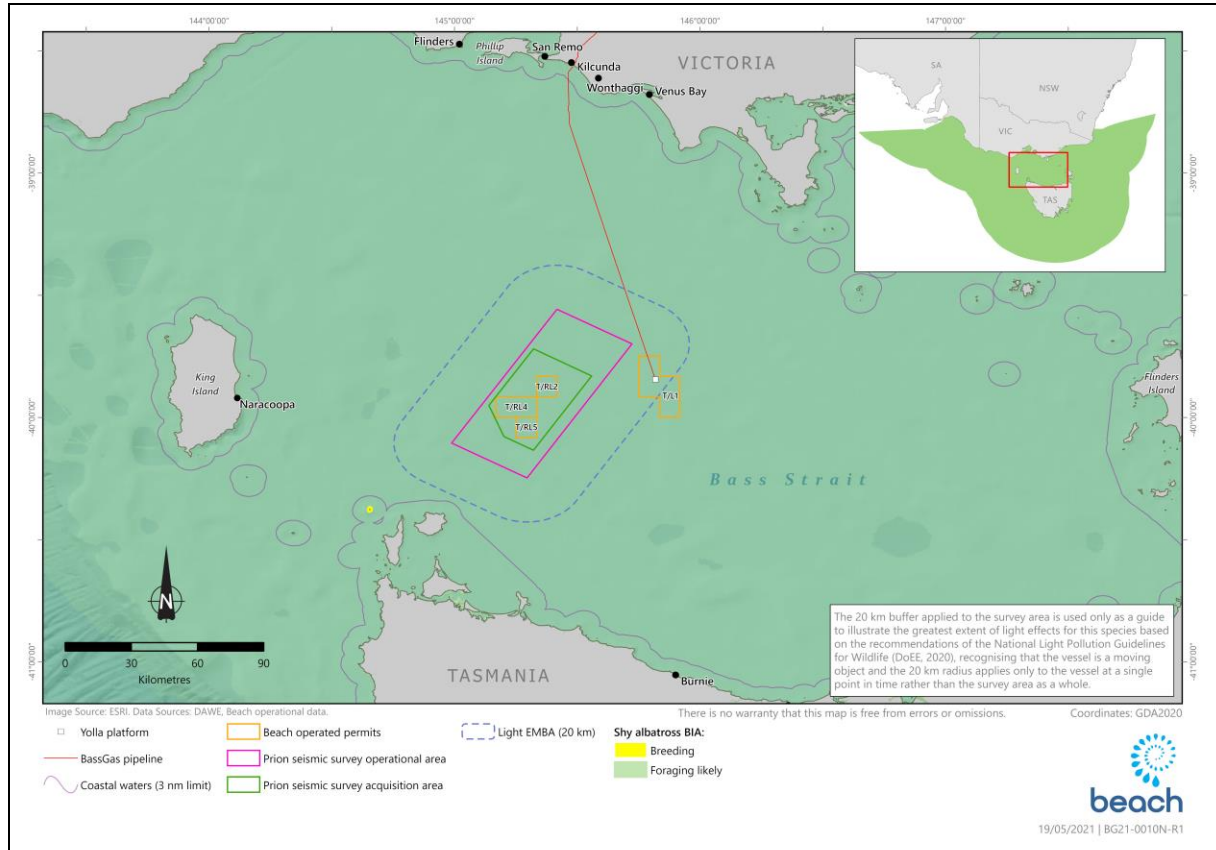 144°00'00"
145°00'00"
146°00'00"
147°00'00"
Flinders
Phillip
Island
San Remo
Kilcunda
Wonthaggi
Venus Bay
VICTORIA
SA
NSW
VIC
TAS
-39°00'00"
-39°00'00"
King
Island
Naracoopa
T/RL2
T/RL4
T/RL5
T/L1
Flinders
Island
-40°00'00"
-40°00'00"
Bass Strait
N
0 30 60 90
Kilometres
TASMANIA
Burnie
-41°00'00"
-41°00'00"
The 20 km buffer applied to the survey area is used only as a guide
to illustrate the greatest extent of light effects for this species based
on the recommendations of the National Light Pollution Guidelines
for Wildlife (DoEE, 2020), recognising that the vessel is a moving
object and the 20 km radius applies only to the vessel at a single
point in time rather than the survey area as a whole.
Image Source: ESRI. Data Sources: DAWE, Beach operational data.
There is no warranty that this map is free from errors or omissions.
Coordinates: GDA2020
Yolla platform
BassGas pipeline
Coastal waters (3 nm limit)
Beach operated permits
Prion seismic survey operational area
Prion seismic survey acquisition area
Light EMBA (20 km)
Shy albatross BIA:
Breeding
Foraging likely
beach
19/05/2021 | BG21-0010N-R1